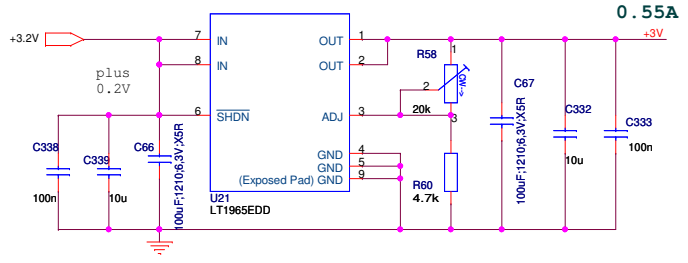 0.55A
+3.2V
7
IN
OUT
1
+3V
8
IN
OUT
2
R58
1
2
CW->
20k
3
plus
0.2V
6
SHDN
ADJ
3
C338
100n
C339
10u
C66
100uF;1210;6,3V;X5R
GND
4
GND
5
(Exposed Pad) GND
9
U21
LT1965EDD
R60
4.7k
C67
100uF;1210;6,3V;X5R
C332
10u
C333
100n